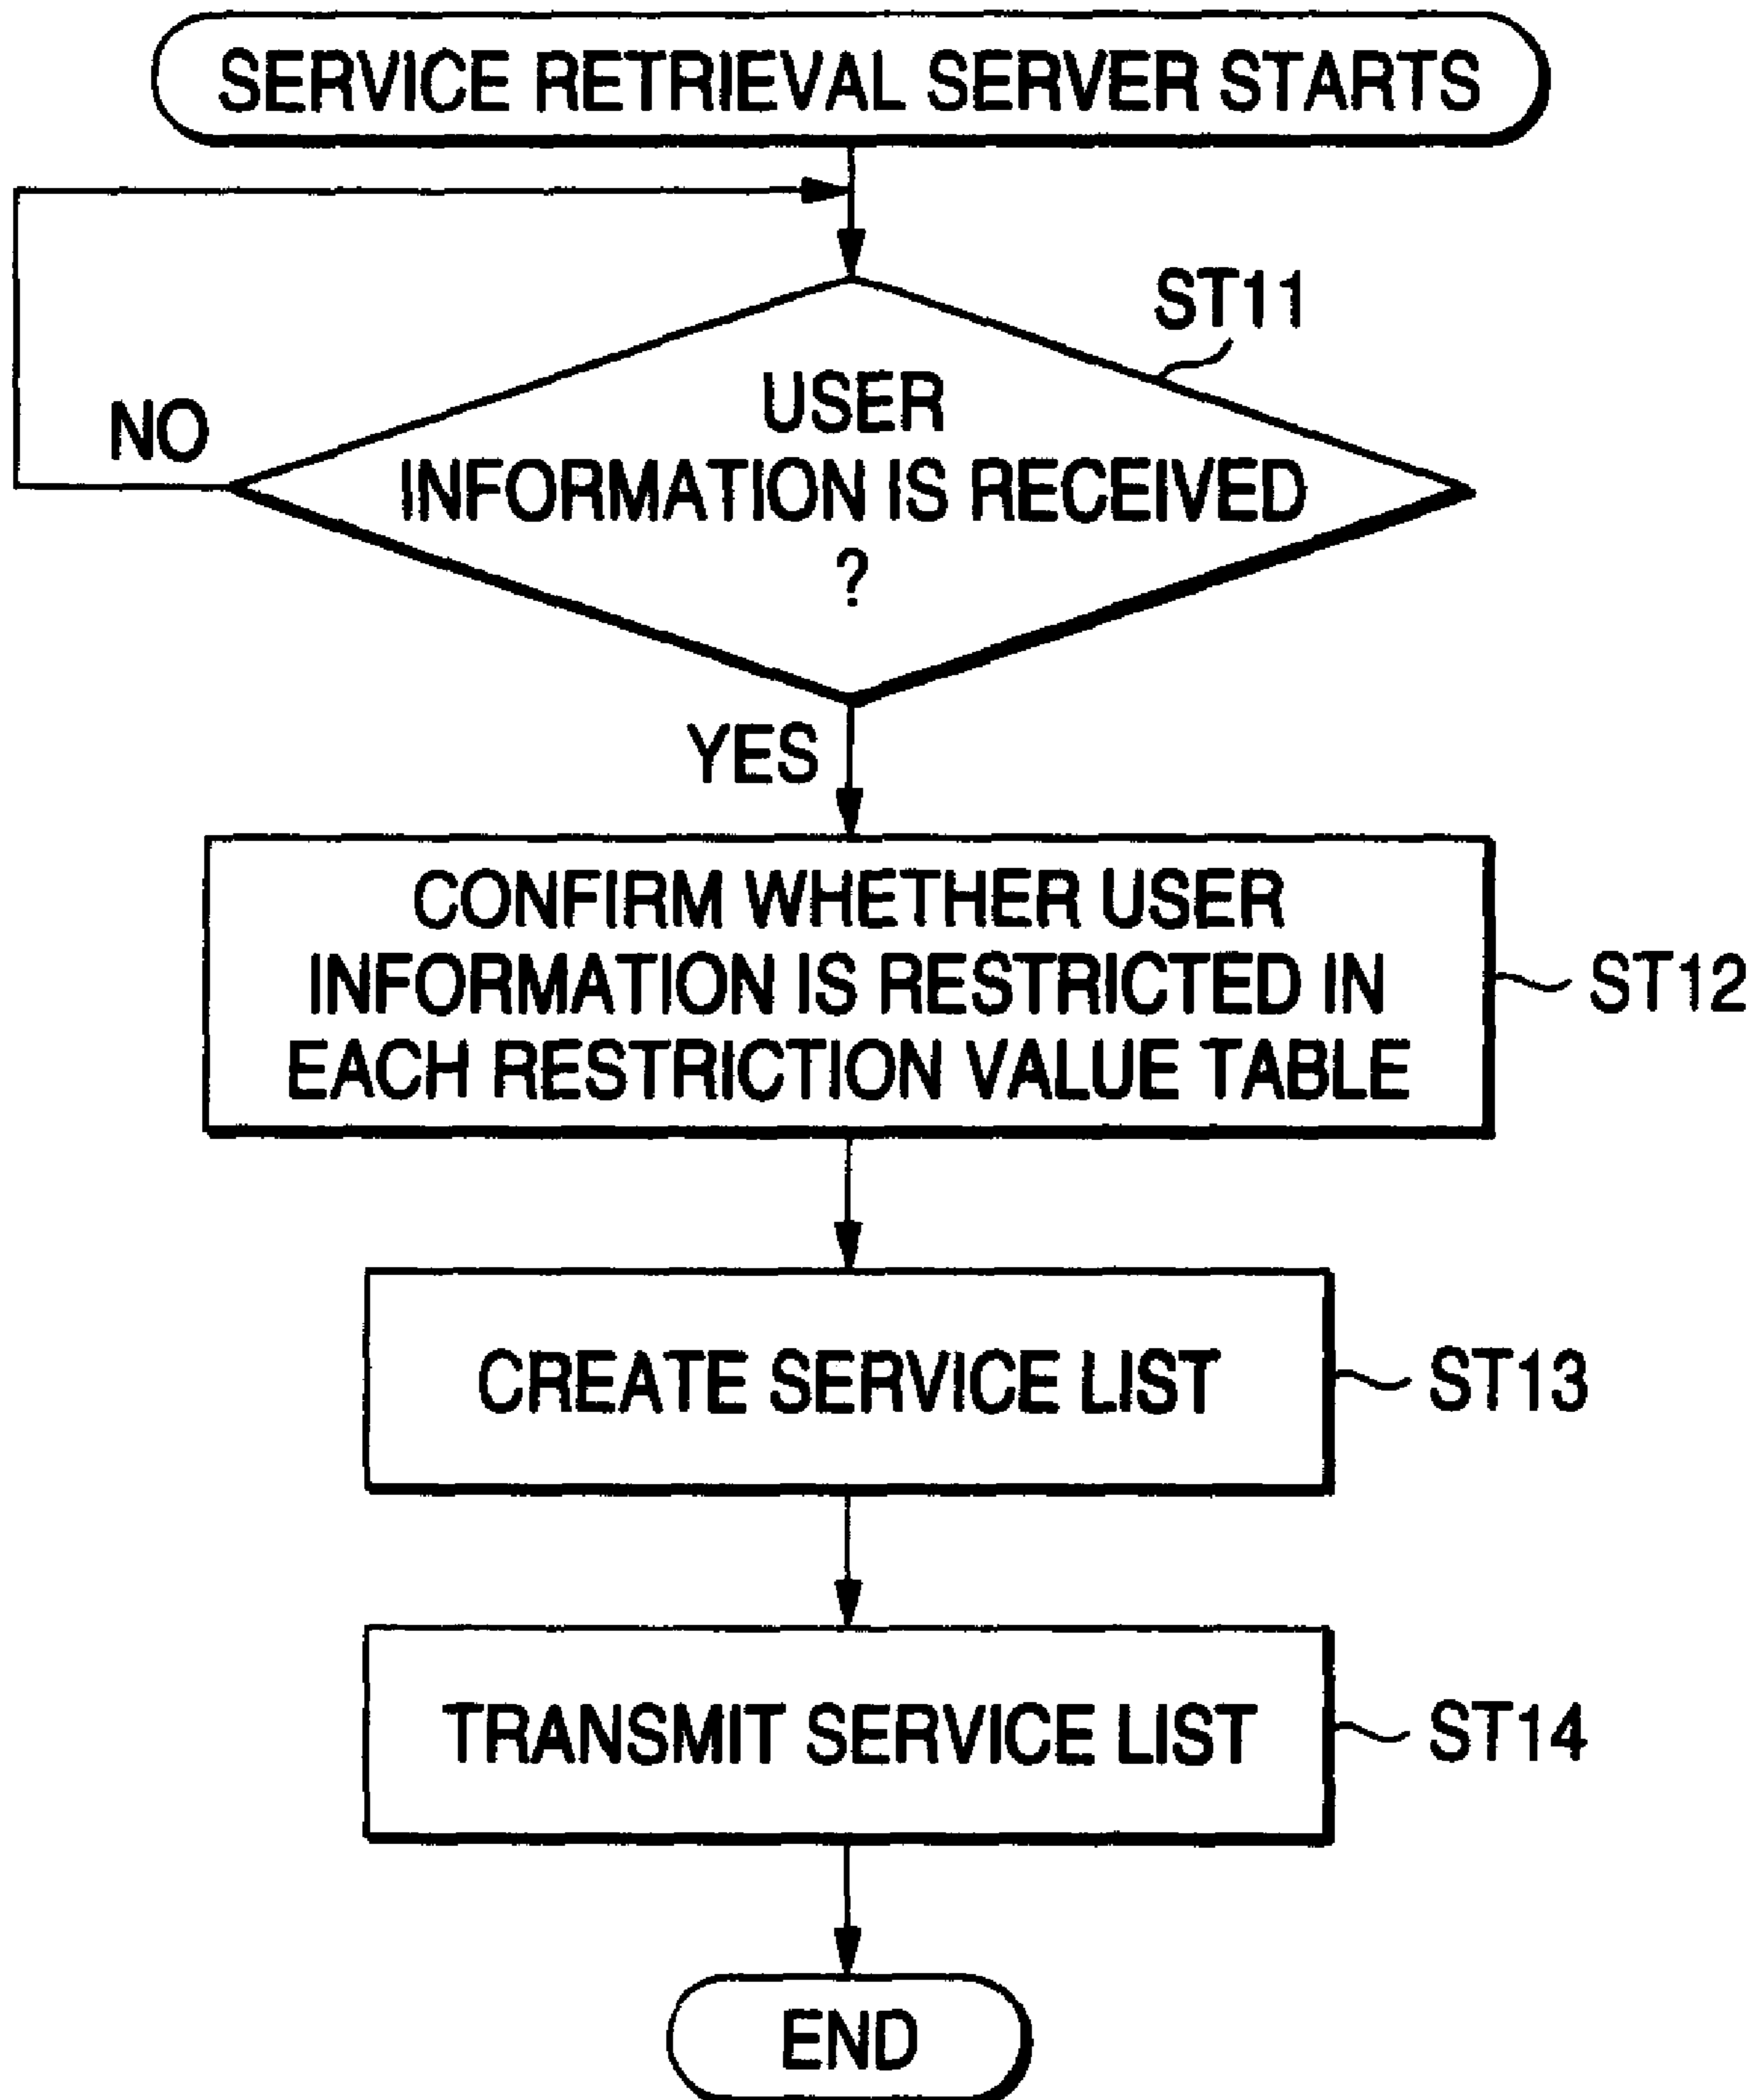 SERVICE RETRIEVAL SERVER STARTS
ST11
USER
INFORMATION IS RECEIVED
?
NO
YES
CONFIRM WHETHER USER
INFORMATION IS RESTRICTED IN
EACH RESTRICTION VALUE TABLE
ST12
CREATE SERVICE LIST
ST13
TRANSMIT SERVICE LIST
ST14
END